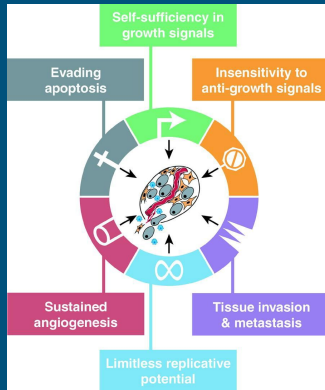 Self-sufficiency in
growth signals
Evading
apoptosis
Insensitivity to
anti-growth signals
Sustained
angiogenesis
Tissue invasion
& metastasis
Limitless replicative
potential